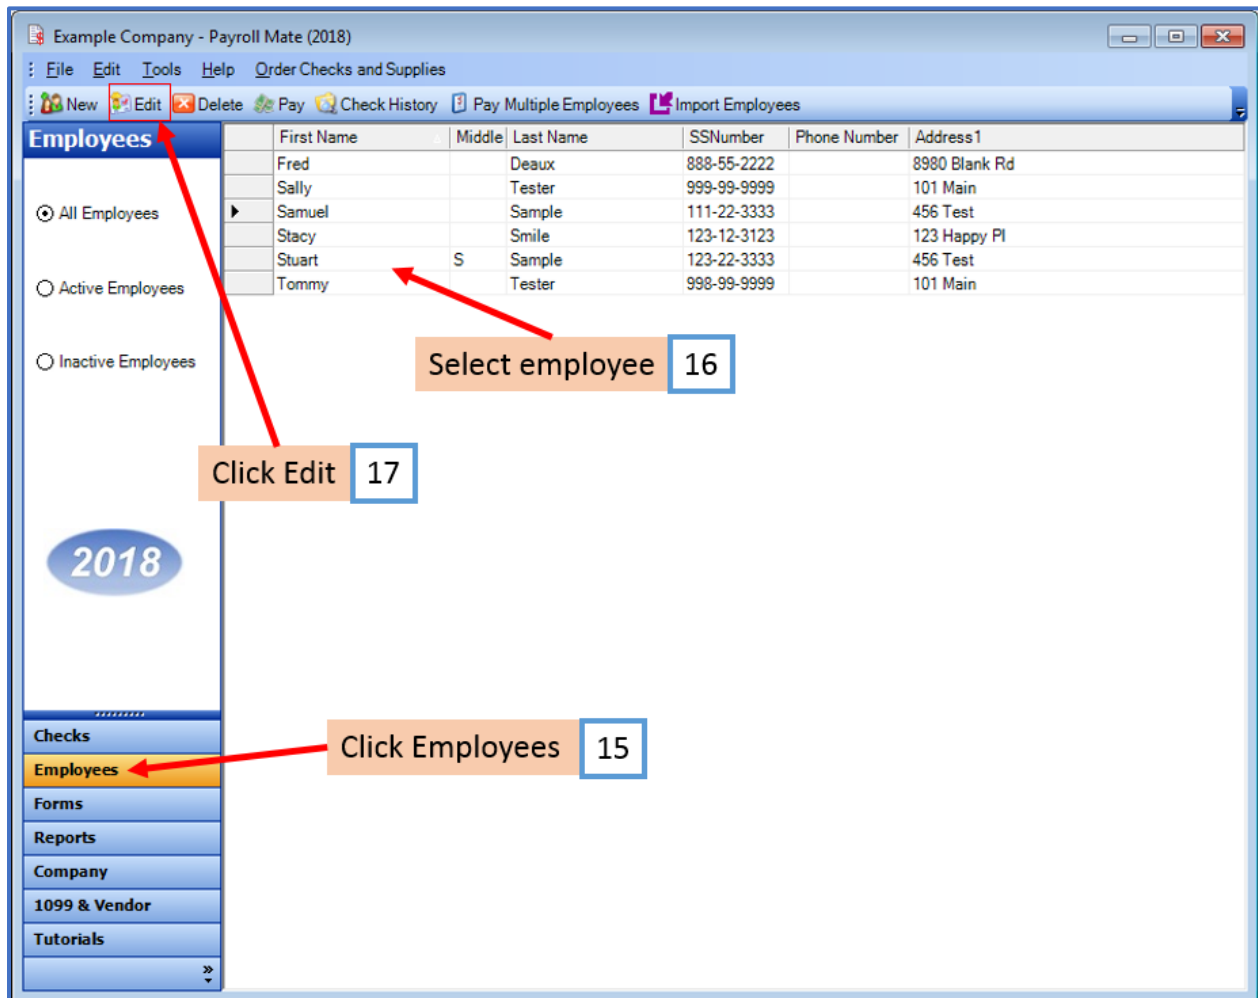 Example Company - Payroll Mate (2018)
File Edit Tools Help Order Checks and Supplies
New Edit Delete Pay Check History Pay Multiple Employees Import Employees
Employees
All Employees
Active Employees
Inactive Employees
2018
First Name Middle Last Name SSNumber Phone Number Address1
Fred Deaux 888-55-2222 8980 Blank Rd
Sally Tester 999-99-9999 101 Main
Samuel Sample 111-22-3333 456 Test
Stacy Smile 123-12-3123 123 Happy Pl
Stuart S Sample 123-22-3333 456 Test
Tommy Tester 998-99-9999 101 Main
Select employee 16
Click Edit 17
Click Employees 15
Checks
Employees
Forms
Reports
Company
1099 & Vendor
Tutorials